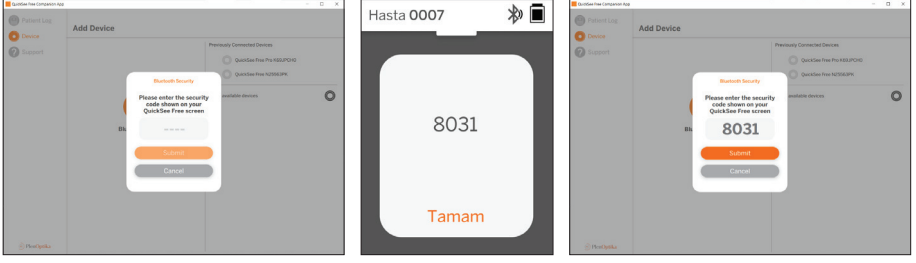 QuickSee Free Companion App
Patient Log
Device
Support
Add Device
Previously Connected Devices
QuickSee Free Pro
QuickSee Free
available devices
Bluetooth Security
Please enter the security
code shown on your
QuickSee Free screen
----
Submit
Cancel
PlenOptika
Hasta 0007
8031
Tamam
QuickSee Free Companion App
Patient Log
Device
Support
Add Device
Previously Connected Devices
QuickSee Free Pro
QuickSee Free
available devices
Bluetooth Security
Please enter the security
code shown on your
QuickSee Free screen
8031
Submit
Cancel
PlenOptika